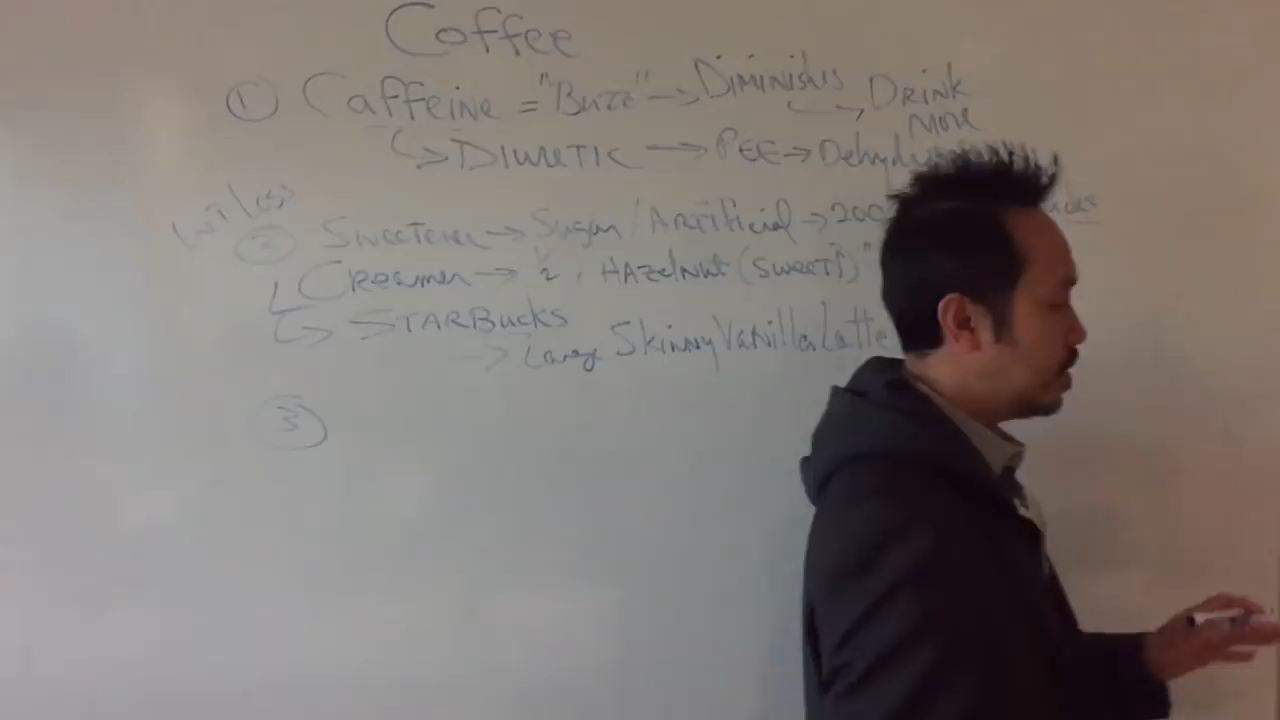 Coffee
① Caffeine = "Buzz" → Diminishes → Drink More
↳ Diuretic → PEE → Dehyd
② Sweetener → Sugar / Artificial → 200
Creamer → 1/2, Hazelnut (sweet)"
↳ STARBucks
→ Large Skinny Vanilla Latte
③